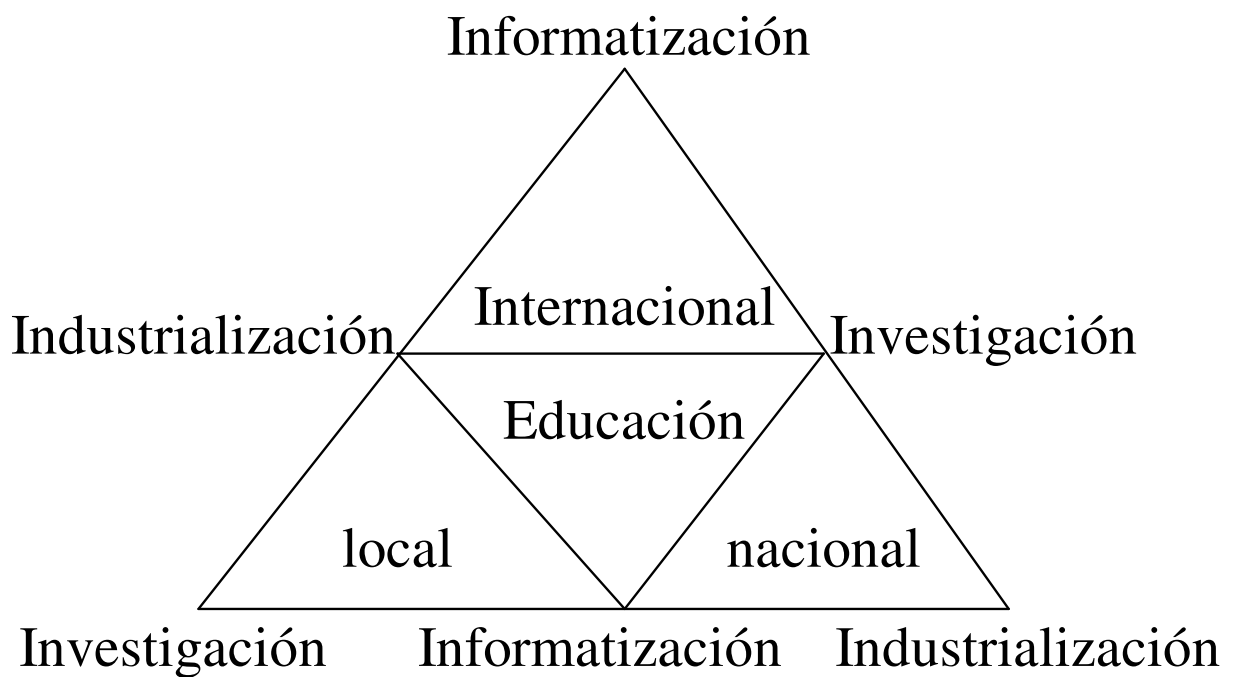 Informatización
Internacional
Industrialización
Investigación
Educación
local
nacional
Investigación
Informatización
Industrialización